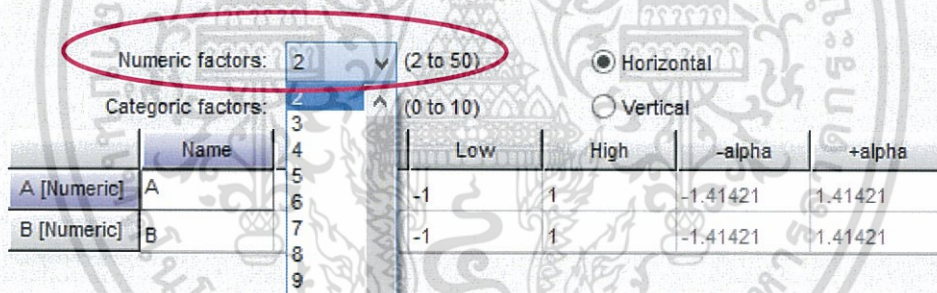 Numeric factors: 2 (2 to 50) Horizontal
Categoric factors: 2 (0 to 10) Vertical
3
Name 4 Low High -alpha +alpha
5
A [Numeric] A 6 -1 1 -1.41421 1.41421
7
B [Numeric] B -1 1 -1.41421 1.41421
8
9